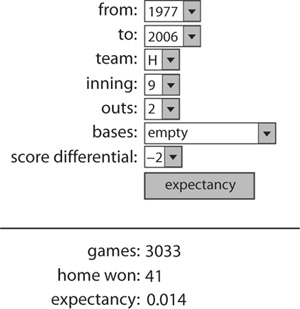 from: 1977
to: 2006
team: H
inning: 9
outs: 2
bases: empty
score differential: −2
expectancy
games: 3033
home won: 41
expectancy: 0.014